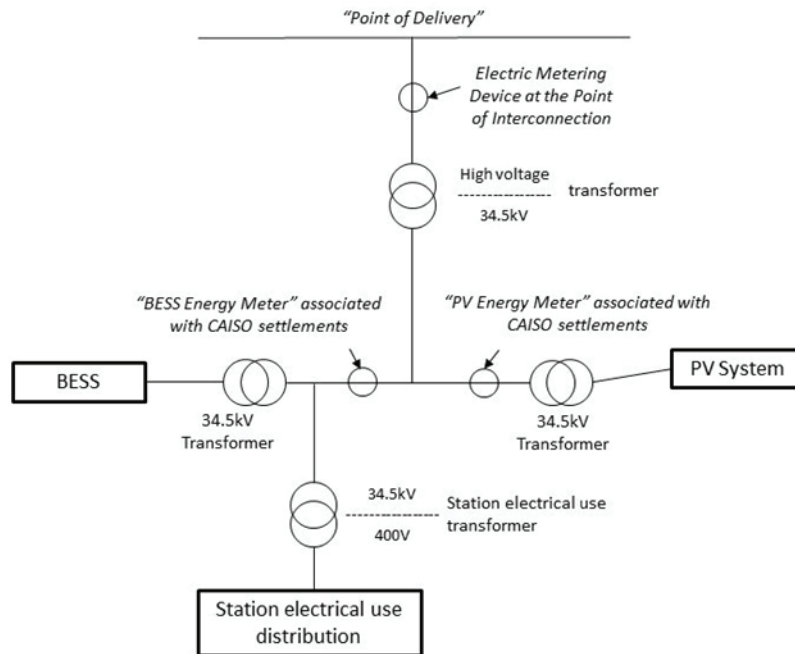 “Point of Delivery”
Electric Metering
Device at the Point
of Interconnection
High voltage
transformer
34.5kV
“BESS Energy Meter” associated
with CAISO settlements
“PV Energy Meter” associated with
CAISO settlements
BESS
PV System
34.5kV
Transformer
34.5kV
Transformer
34.5kV
400V
Station electrical use
transformer
Station electrical use
distribution